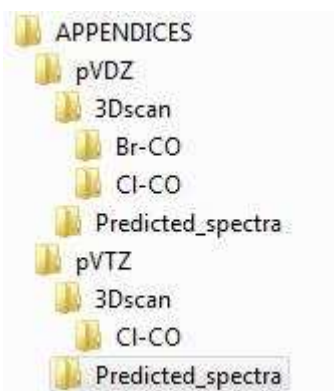 APPENDICES
pVDZ
3Dscan
Br-CO
Cl-CO
Predicted_spectra
pVTZ
3Dscan
Cl-CO
Predicted_spectra